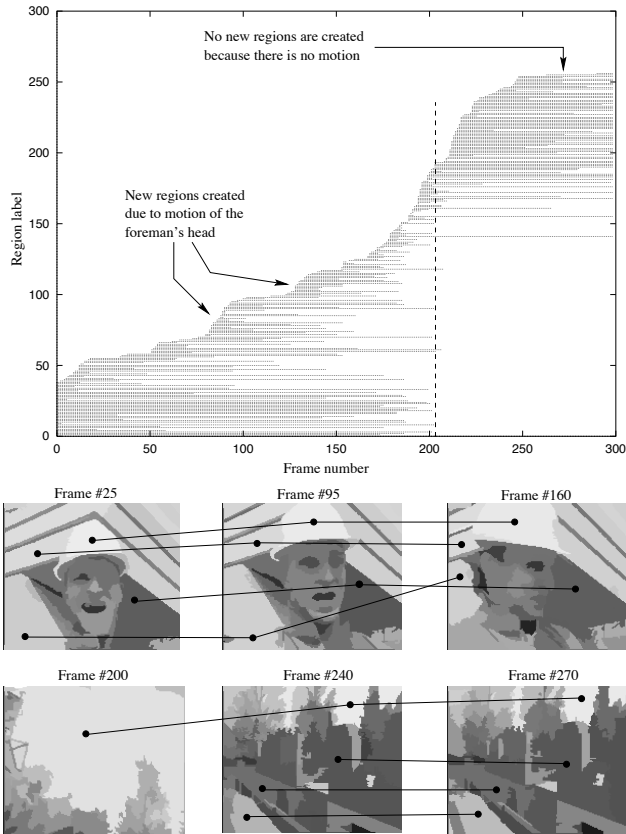 300
No new regions are created
because there is no motion
250
200
New regions created
due to motion of the
foreman's head
150
100
50
0
Region label
0 50 100 150 200 250 300
Frame number
Frame #25 Frame #95 Frame #160
Frame #200 Frame #240 Frame #270